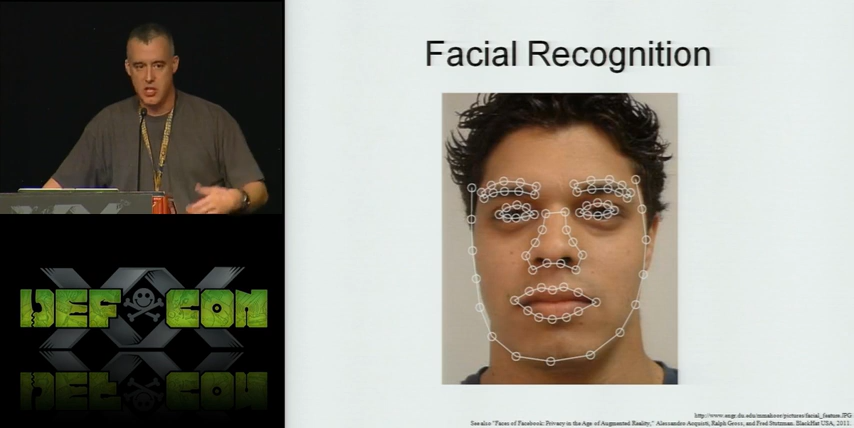 Facial Recognition
DEF CON
XX
http://www.engr.du.edu/mmahoor/pictures/facial_feature.JPG
See also "Faces of Facebook: Privacy in the Age of Augmented Reality," Alessandro Acquisti, Ralph Gross, and Fred Stutzman. BlackHat USA, 2011.